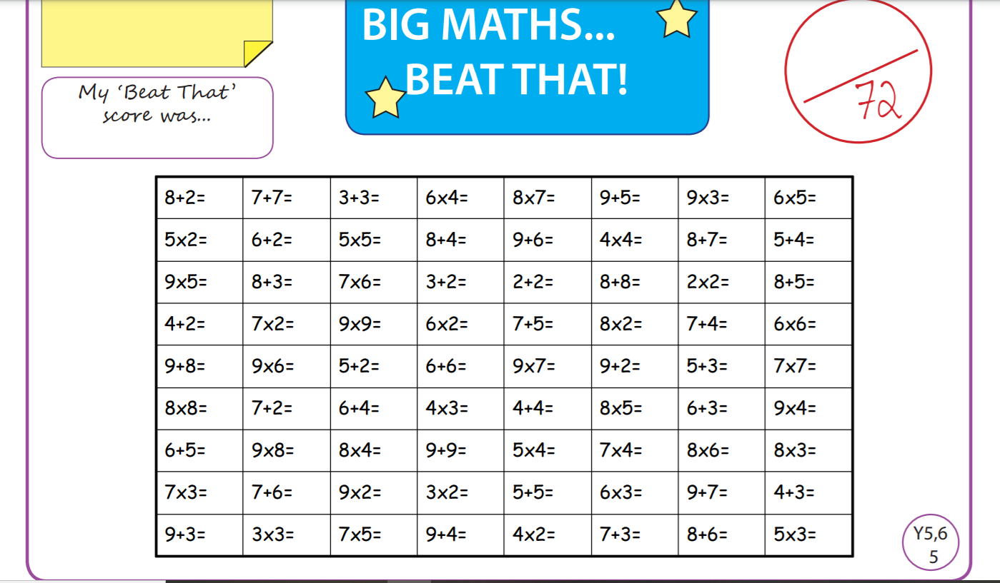 BIG MATHS...
BEAT THAT!
My ‘Beat That’
score was...
72
8+2= 7+7= 3+3= 6x4= 8x7= 9+5= 9x3= 6x5=
5x2= 6+2= 5x5= 8+4= 9+6= 4x4= 8+7= 5+4=
9x5= 8+3= 7x6= 3+2= 2+2= 8+8= 2x2= 8+5=
4+2= 7x2= 9x9= 6x2= 7+5= 8x2= 7+4= 6x6=
9+8= 9x6= 5+2= 6+6= 9x7= 9+2= 5+3= 7x7=
8x8= 7+2= 6+4= 4x3= 4+4= 8x5= 6+3= 9x4=
6+5= 9x8= 8x4= 9+9= 5x4= 7x4= 8x6= 8x3=
7x3= 7+6= 9x2= 3x2= 5+5= 6x3= 9+7= 4+3=
9+3= 3x3= 7x5= 9+4= 4x2= 7+3= 8+6= 5x3=
Y5,6
5